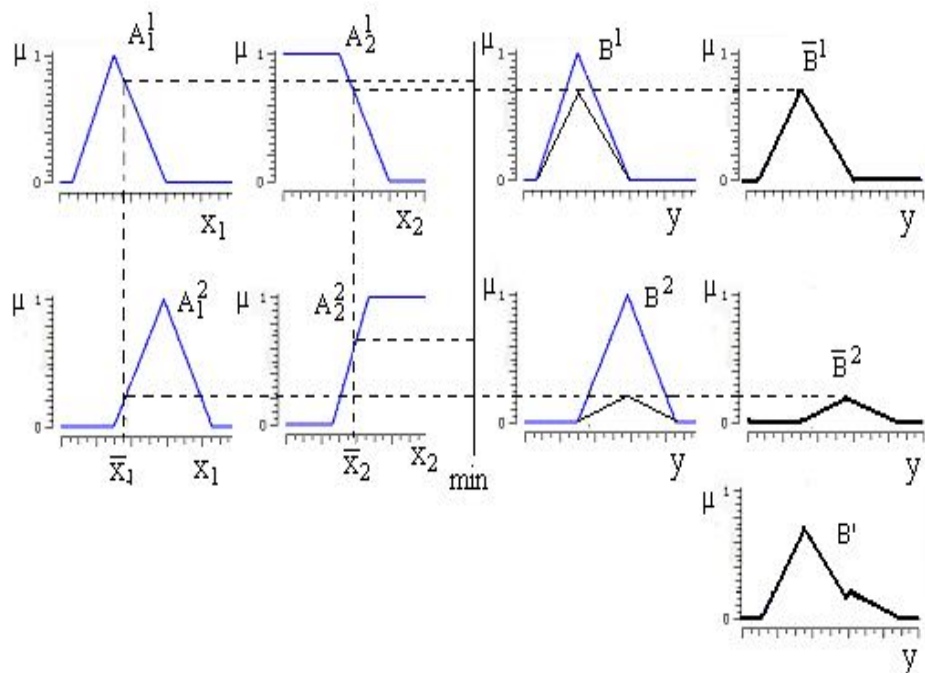 μ A₁¹ μ A₂¹ μ B¹ μ B̅¹
1 1 1 1
0 0 0 0
x₁ x₂ y y
μ A₁² μ A₂² μ B² μ B̅²
1 1 1 1
0 0 0 0
x̅₁ x₁ x̅₂ x₂ min y y
μ B'
1
0
y